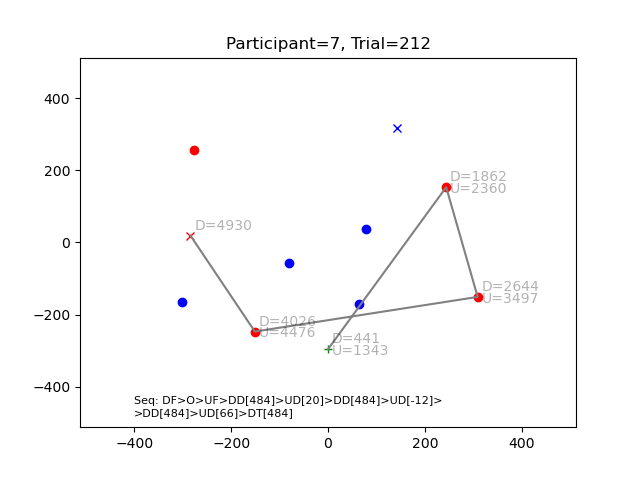 Participant=7, Trial=212
400
200
0
−200
−400
−400
−200
0
200
400
D=1862
U=2360
D=4930
D=2644
U=3497
D=4026
U=4476
D=441
U=1343
Seq: DF>O>UF>DD[484]>UD[20]>DD[484]>UD[-12]>
>DD[484]>UD[66]>DT[484]